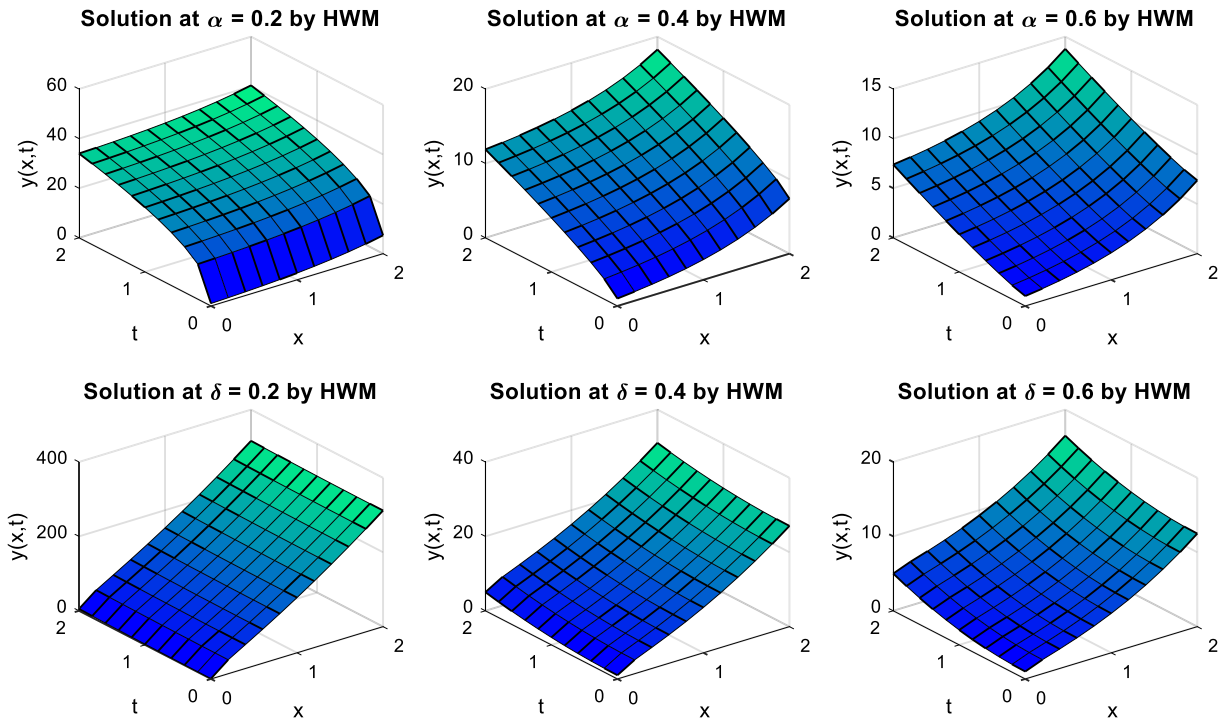 Solution at α = 0.2 by HWM
60
40
20
0
y(x,t)
2
1
0
t
0
1
2
x
Solution at α = 0.4 by HWM
20
10
0
y(x,t)
2
1
0
t
0
1
2
x
Solution at α = 0.6 by HWM
15
10
5
0
y(x,t)
2
1
0
t
0
1
2
x
Solution at δ = 0.2 by HWM
400
200
0
y(x,t)
2
1
0
t
0
1
2
x
Solution at δ = 0.4 by HWM
40
20
0
y(x,t)
2
1
0
t
0
1
2
x
Solution at δ = 0.6 by HWM
20
10
0
y(x,t)
2
1
0
t
0
1
2
x